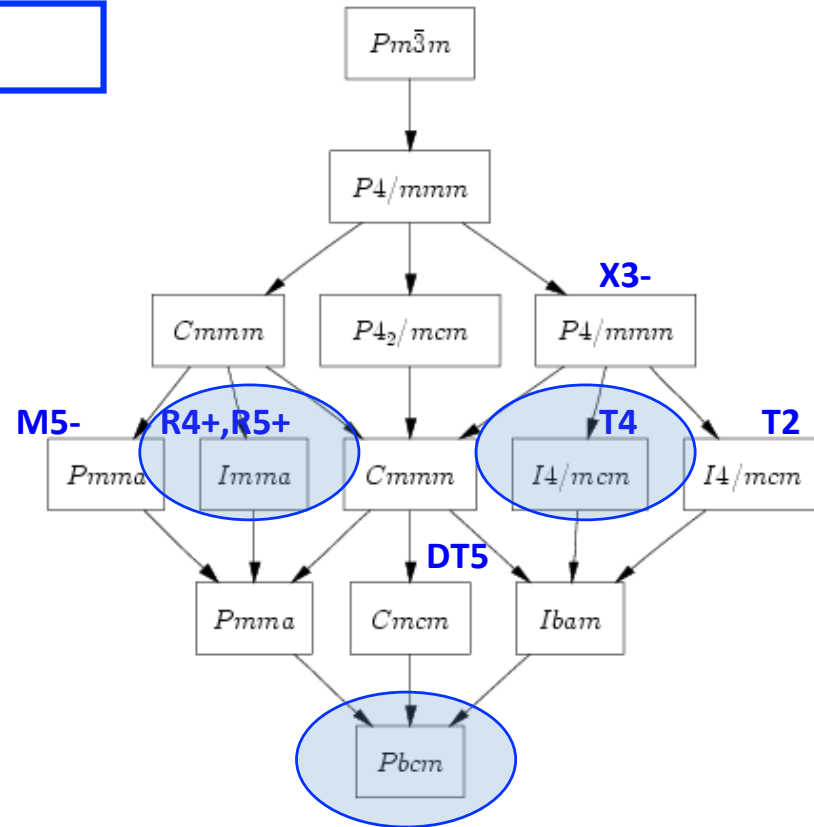 Pm3̄m
P4/mmm
X3-
Cmmm P4₂/mcm P4/mmm
M5- R4+,R5+ T4 T2
Pmma Imma Cmmm I4/mcm I4/mcm
DT5
Pmma Cmcm Ibam
Pbcm